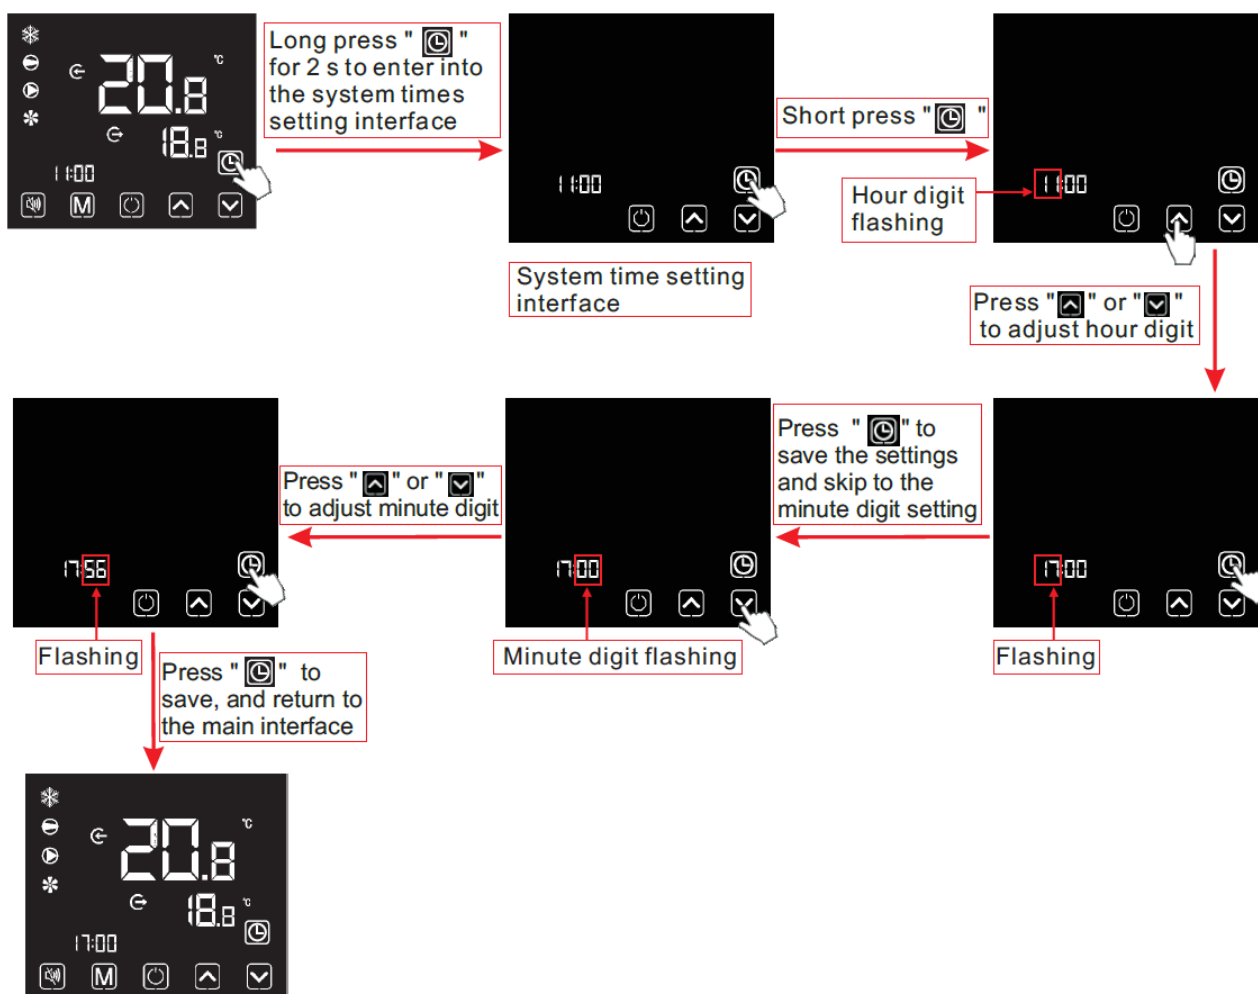 20.8 °C
18.8 °C
11:00
M
Long press " "
for 2 s to enter into
the system times
setting interface
11:00
System time setting
interface
Short press " "
11:00
Hour digit
flashing
Press " " or " "
to adjust hour digit
17:00
Flashing
Press " " to
save the settings
and skip to the
minute digit setting
17:00
Minute digit flashing
Press " " or " "
to adjust minute digit
17:56
Flashing
Press " " to
save, and return to
the main interface
20.8 °C
18.8 °C
17:00
M